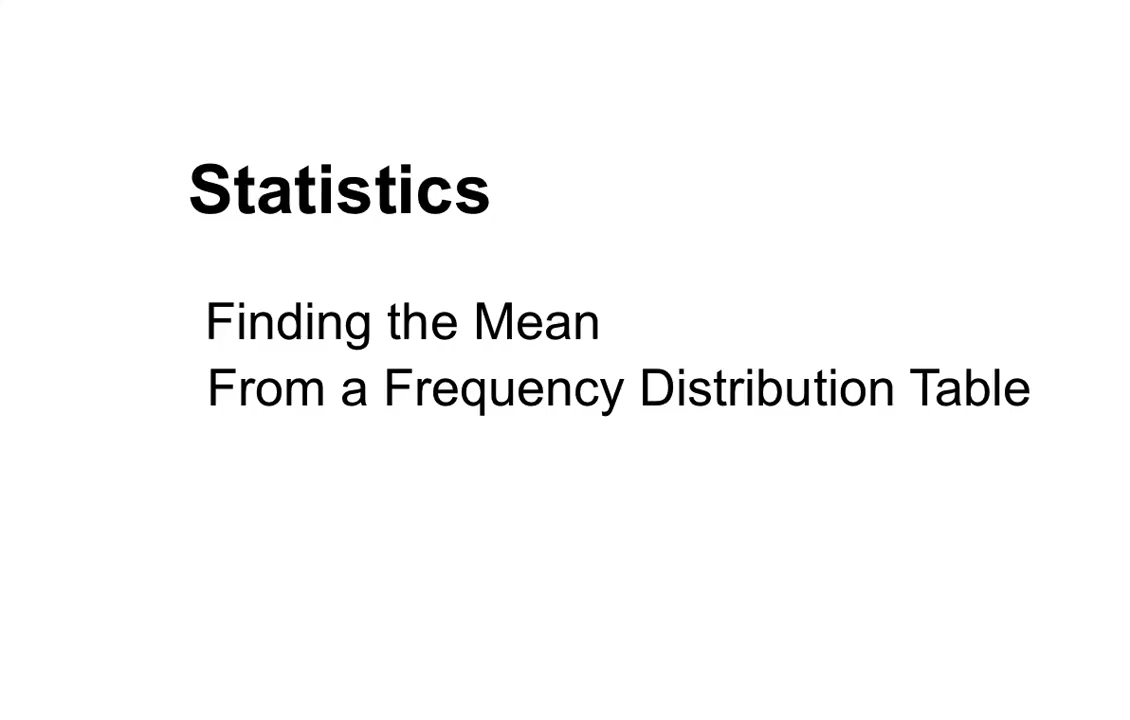 Statistics
Finding the Mean
From a Frequency Distribution Table